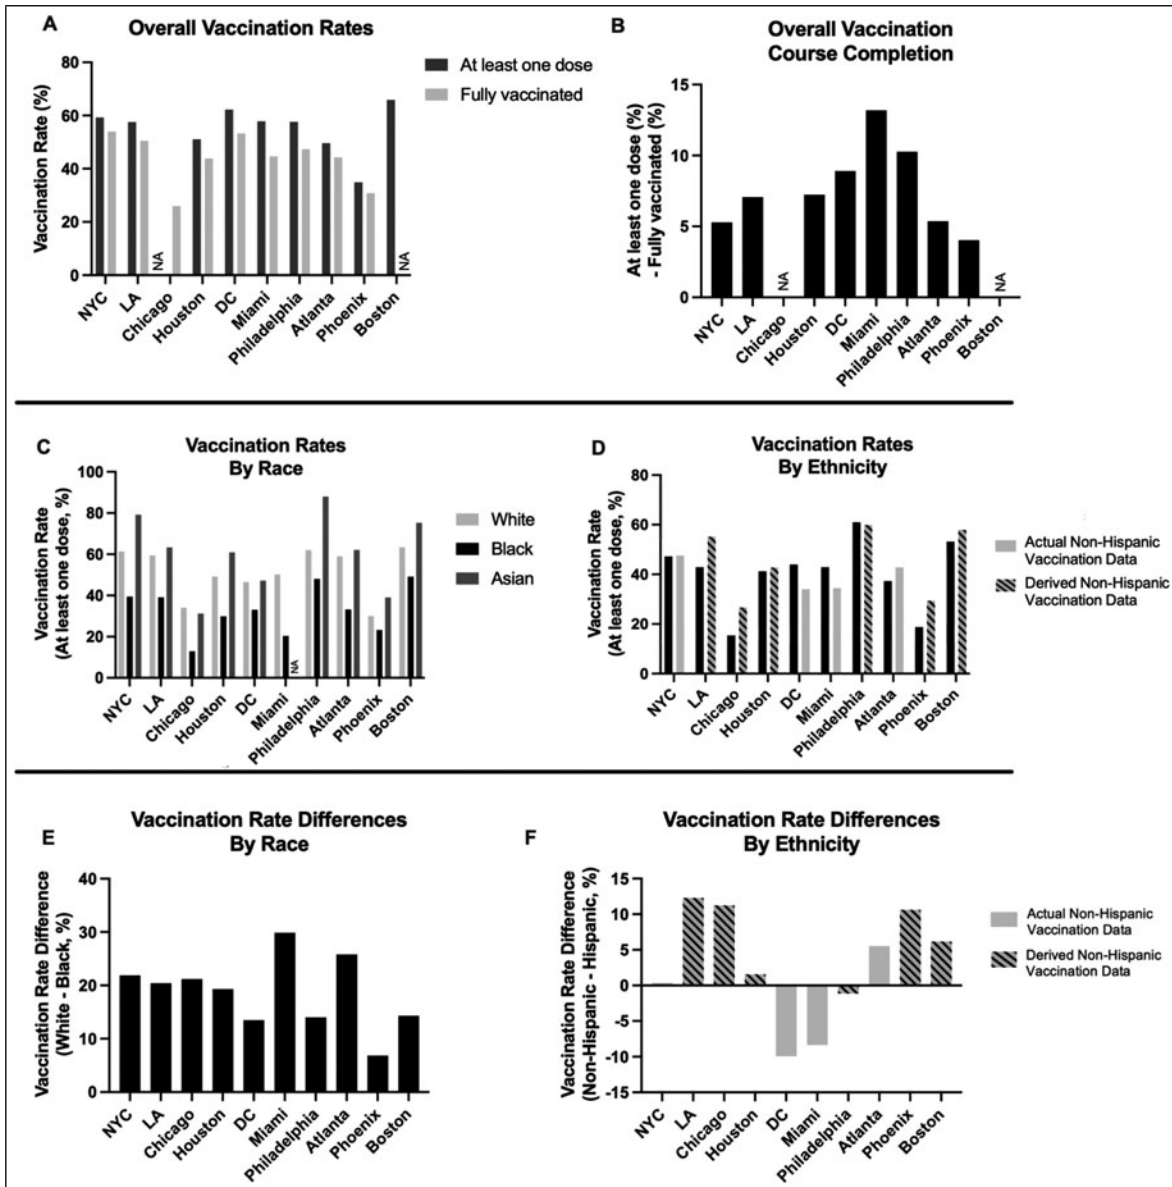 A
Overall Vaccination Rates
Vaccination Rate (%)
80
60
40
20
0
At least one dose
Fully vaccinated
NA
NA
NYC
LA
Chicago
Houston
DC
Miami
Philadelphia
Atlanta
Phoenix
Boston
B
Overall Vaccination
Course Completion
At least one dose (%)
- Fully vaccinated (%)
15
10
5
0
NA
NA
NYC
LA
Chicago
Houston
DC
Miami
Philadelphia
Atlanta
Phoenix
Boston
C
Vaccination Rates
By Race
Vaccination Rate
(At least one dose, %)
100
80
60
40
20
0
White
Black
Asian
NA
NYC
LA
Chicago
Houston
DC
Miami
Philadelphia
Atlanta
Phoenix
Boston
D
Vaccination Rates
By Ethnicity
Vaccination Rate
(At least one dose, %)
80
60
40
20
0
Actual Non-Hispanic
Vaccination Data
Derived Non-Hispanic
Vaccination Data
NYC
LA
Chicago
Houston
DC
Miami
Philadelphia
Atlanta
Phoenix
Boston
E
Vaccination Rate Differences
By Race
Vaccination Rate Difference
(White - Black, %)
40
30
20
10
0
NYC
LA
Chicago
Houston
DC
Miami
Philadelphia
Atlanta
Phoenix
Boston
F
Vaccination Rate Differences
By Ethnicity
Vaccination Rate Difference
(Non-Hispanic - Hispanic, %)
15
10
5
0
-5
-10
-15
Actual Non-Hispanic
Vaccination Data
Derived Non-Hispanic
Vaccination Data
NYC
LA
Chicago
Houston
DC
Miami
Philadelphia
Atlanta
Phoenix
Boston